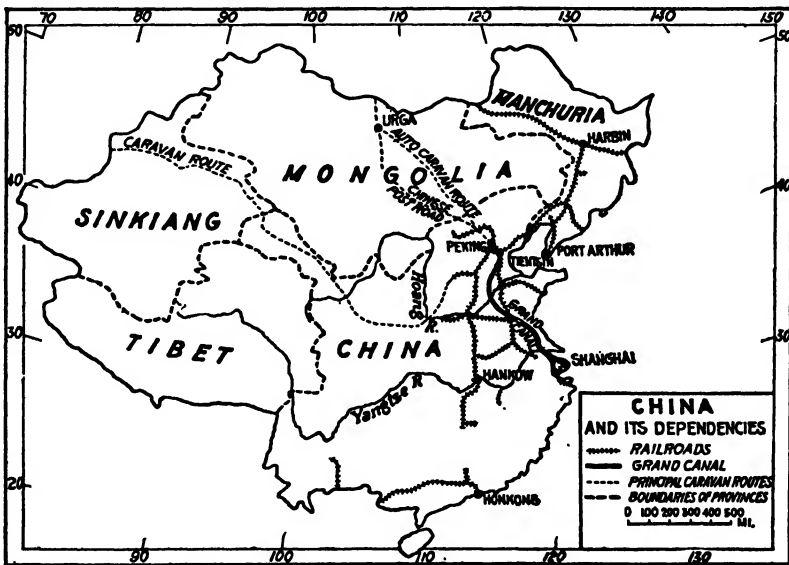 70 80 90 100 110 120 130 140 150
50 50
MANCHURIA
URGA
HARBIN
CARAVAN ROUTE
AUTO CARAVAN ROUTE
MONGOLIA
40 40
CHINESE
POST ROAD
SINKIANG
PEKING
TIENTSIN
PORT ARTHUR
Hoang
R.
GRAND
CANAL
30 30
TIBET
CHINA
SHANGHAI
HANKOW
Yangtze R
CHINA
AND ITS DEPENDENCIES
RAILROADS
GRAND CANAL
PRINCIPAL CARAVAN ROUTES
BOUNDARIES OF PROVINCES
0 100 200 300 400 500
MI.
20
HONKONG
90 100 110 120 130